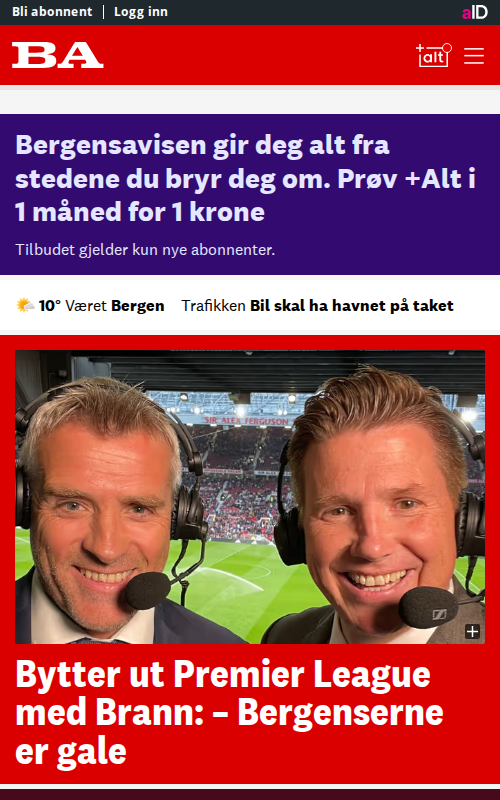 Bli abonnent | Logg inn
aID
BA
+alt
Bergensavisen gir deg alt fra
stedene du bryr deg om. Prøv +Alt i
1 måned for 1 krone
Tilbudet gjelder kun nye abonnenter.
10° Været Bergen Trafikken Bil skal ha havnet på taket
SIR ALEX FERGUSON
Bytter ut Premier League
med Brann: – Bergenserne
er gale